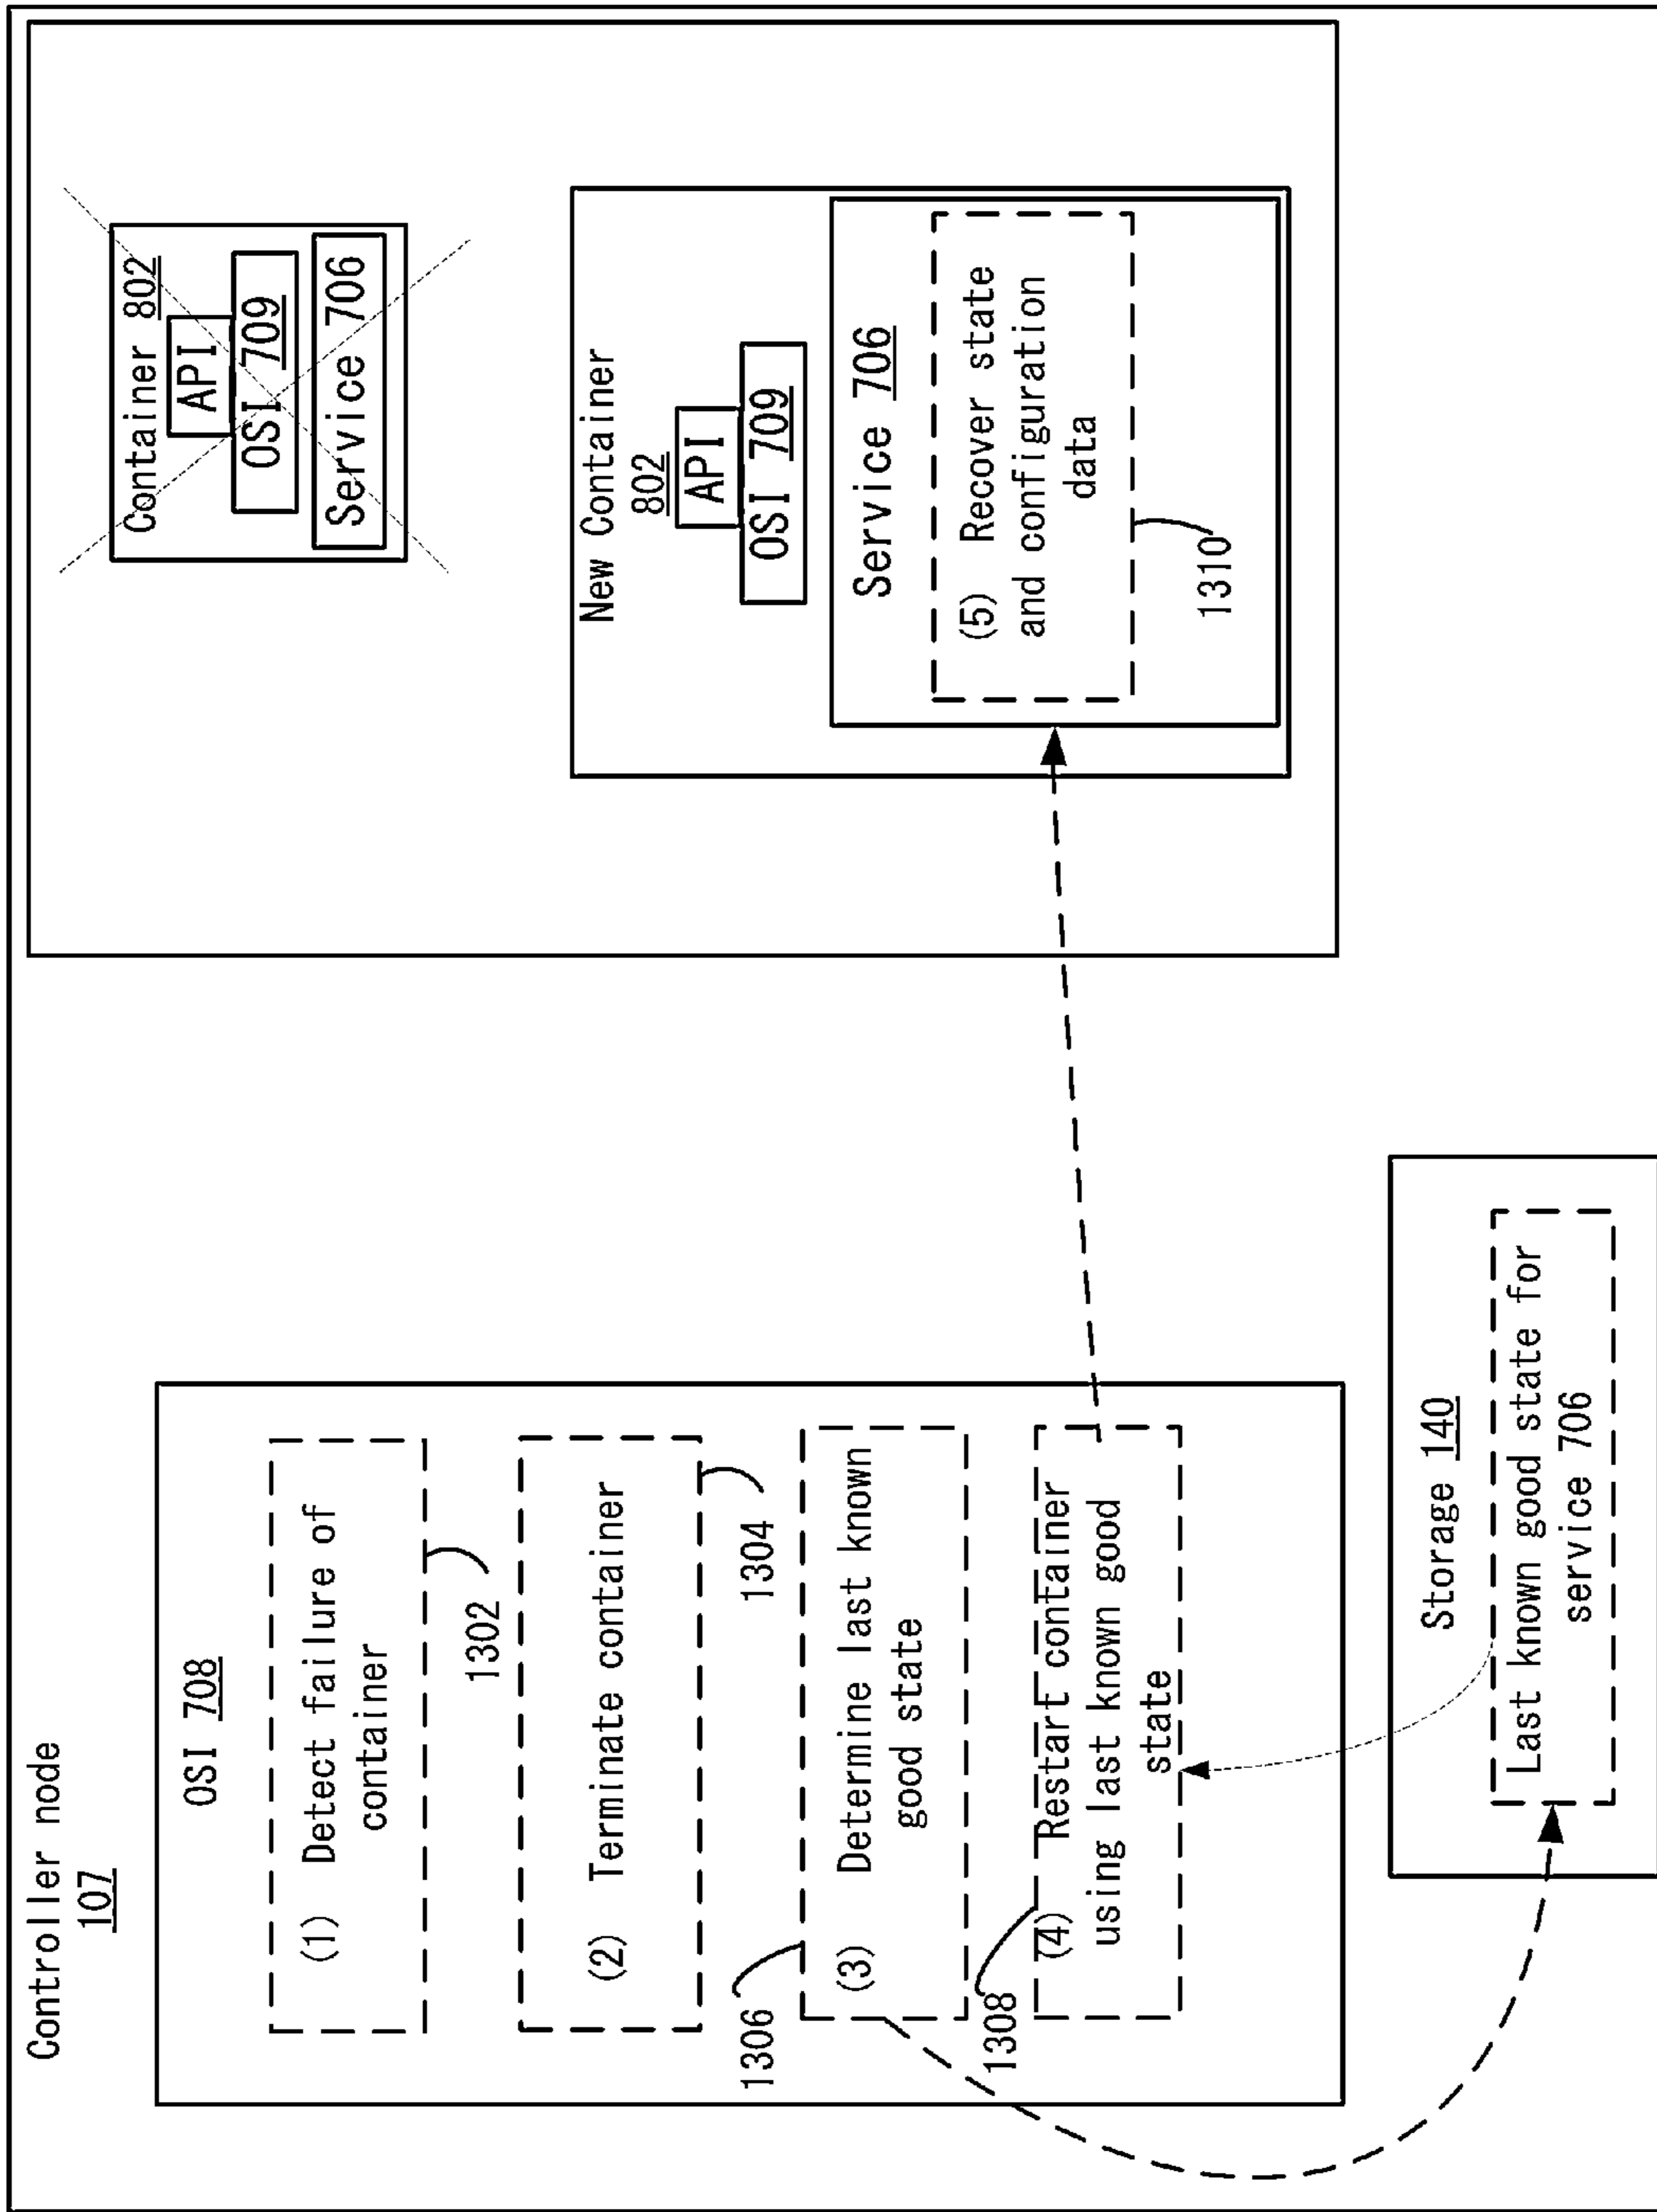 Controller node
107
OSI 708
(1) Detect failure of
container
1302
(2) Terminate container
1304
1306
(3) Determine last known
good state
1308
(4) Restart container
using last known good
state
Storage 140
Last known good state for
service 706
Container 802
API
OSI 709
Service 706
New Container
802
API
OSI 709
Service 706
(5) Recover state
and configuration
data
1310